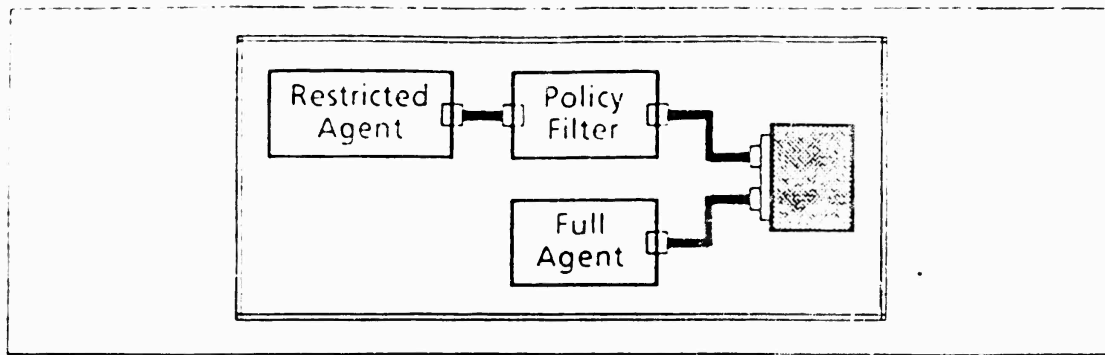 Restricted
Agent
Policy
Filter
Full
Agent